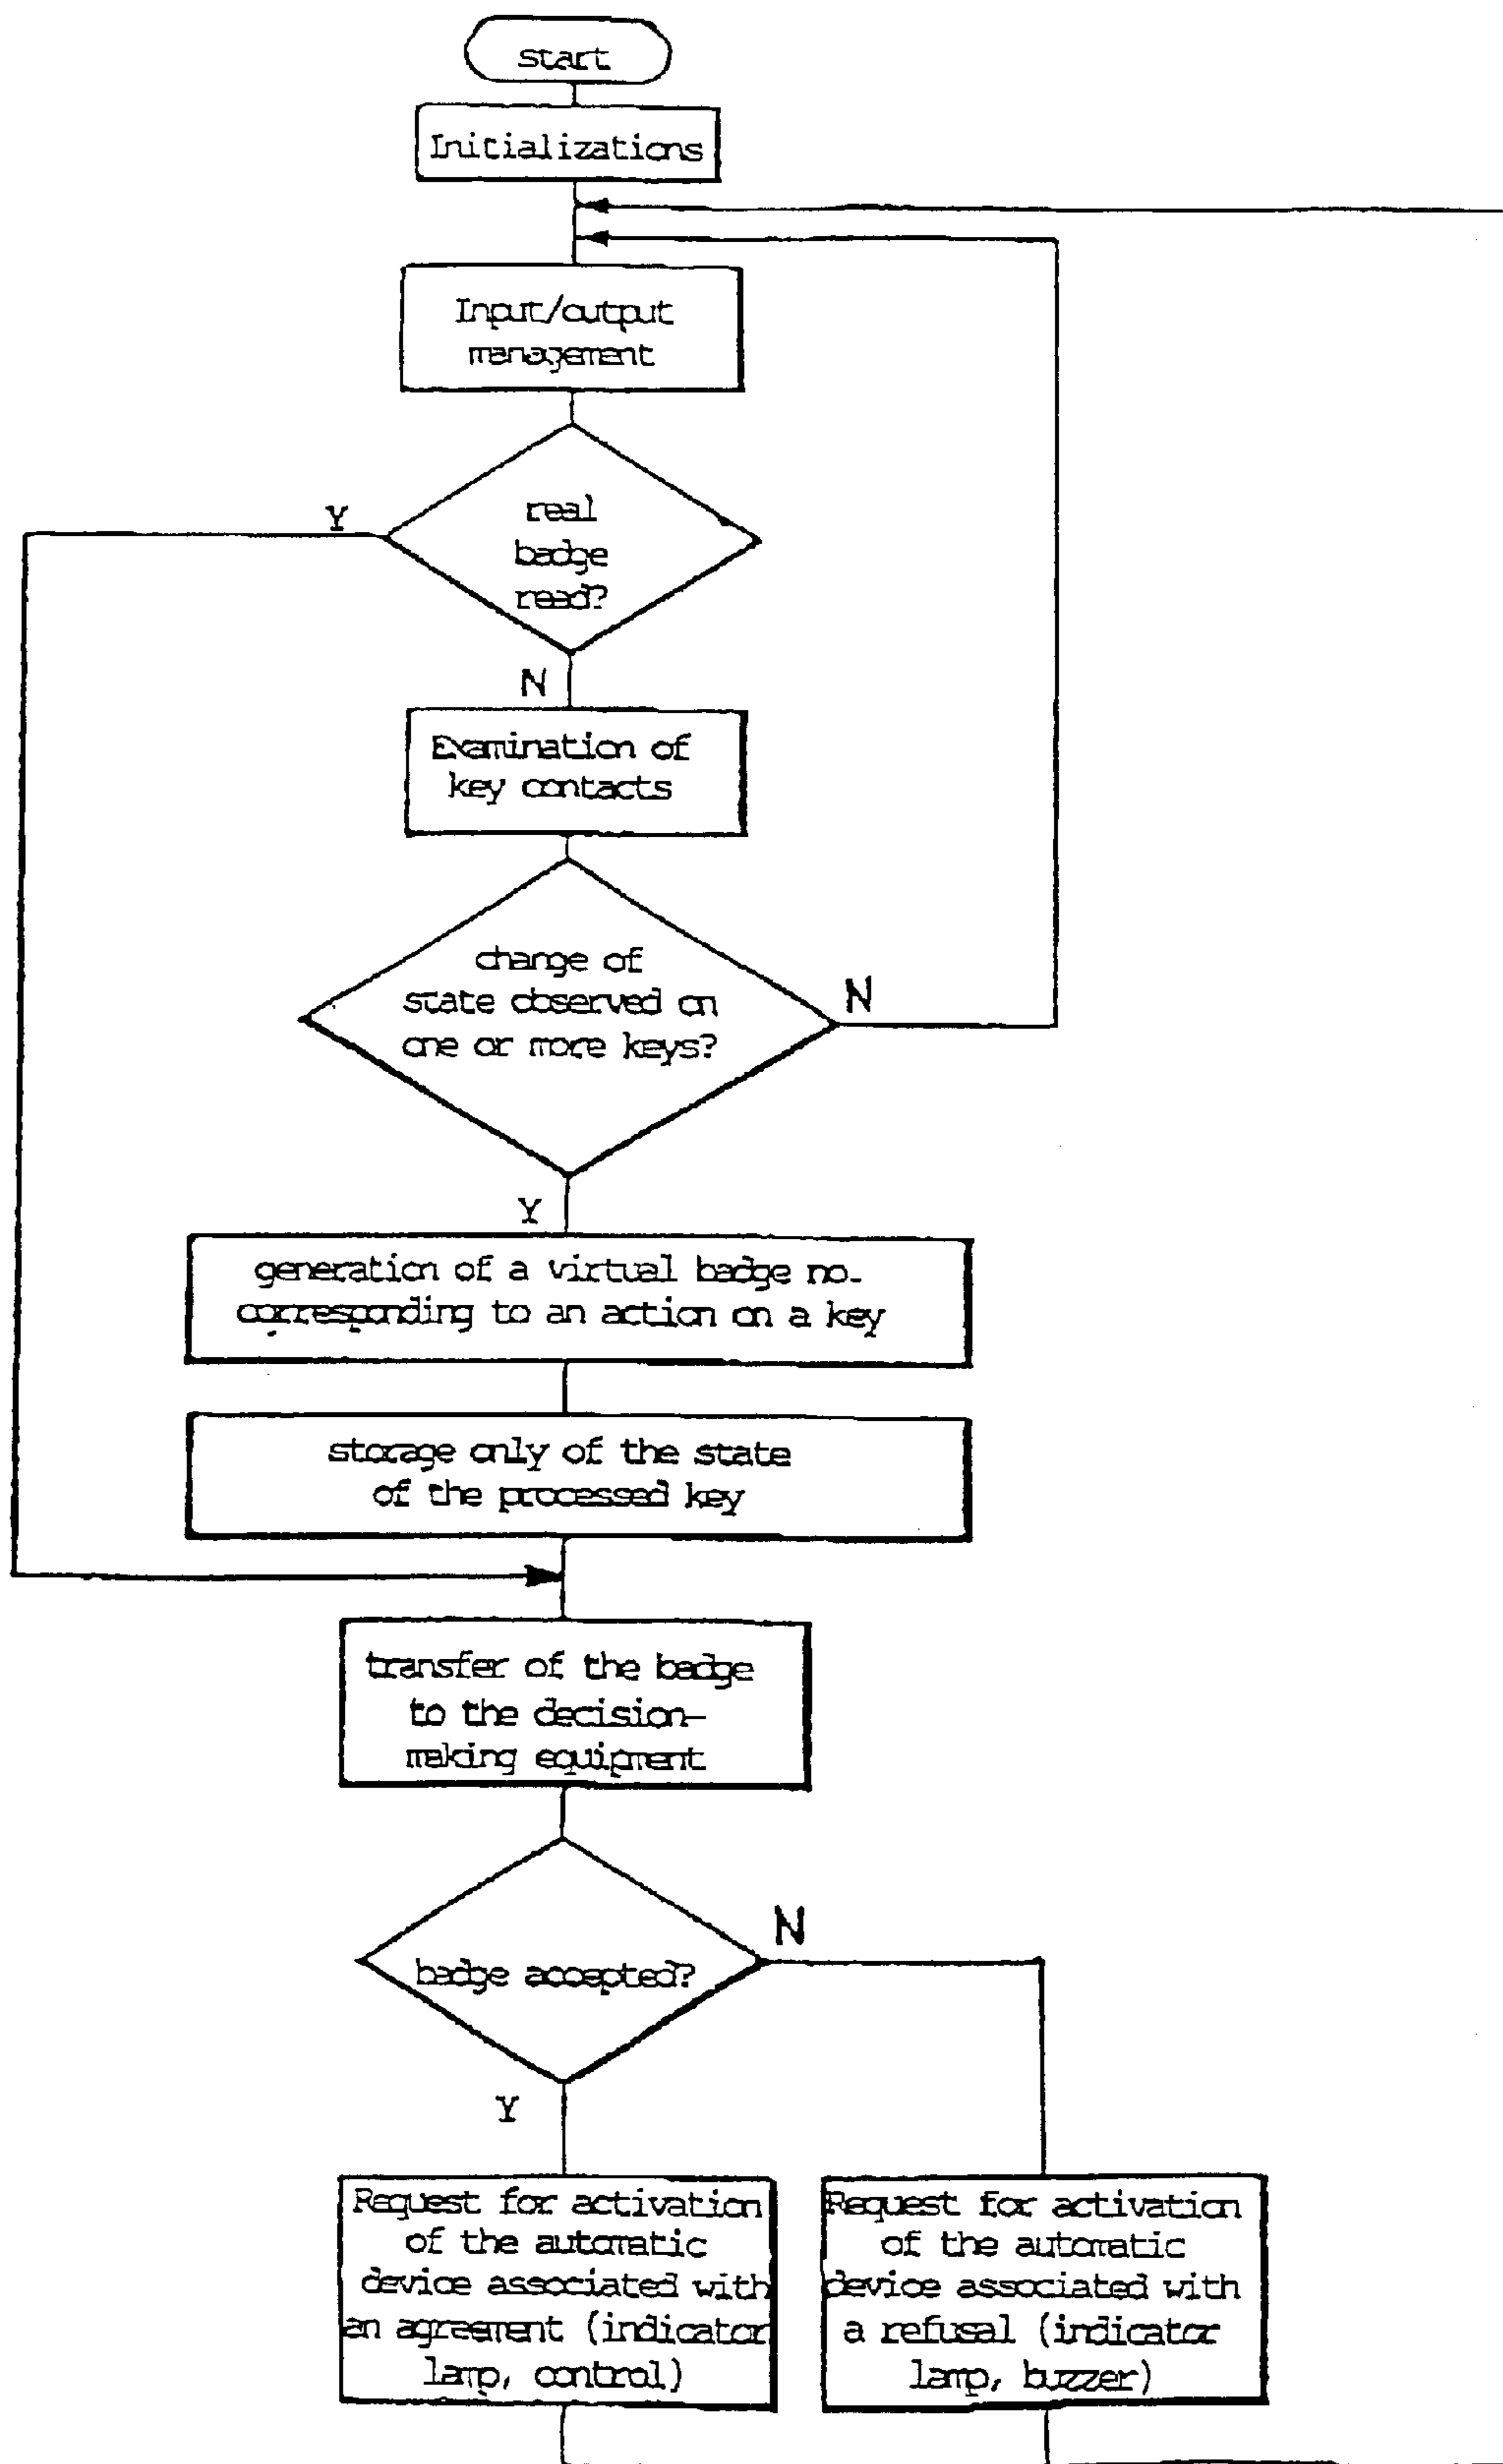 start
Initializations
Input/output
management
real
badge
read?
Y
N
Examination of
key contacts
change of
state observed on
one or more keys?
N
Y
generation of a virtual badge no.
corresponding to an action on a key
storage only of the state
of the processed key
transfer of the badge
to the decision-
making equipment
badge accepted?
N
Y
Request for activation
of the automatic
device associated with
an agreement (indicator
lamp, control)
Request for activation
of the automatic
device associated with
a refusal (indicator
lamp, buzzer)